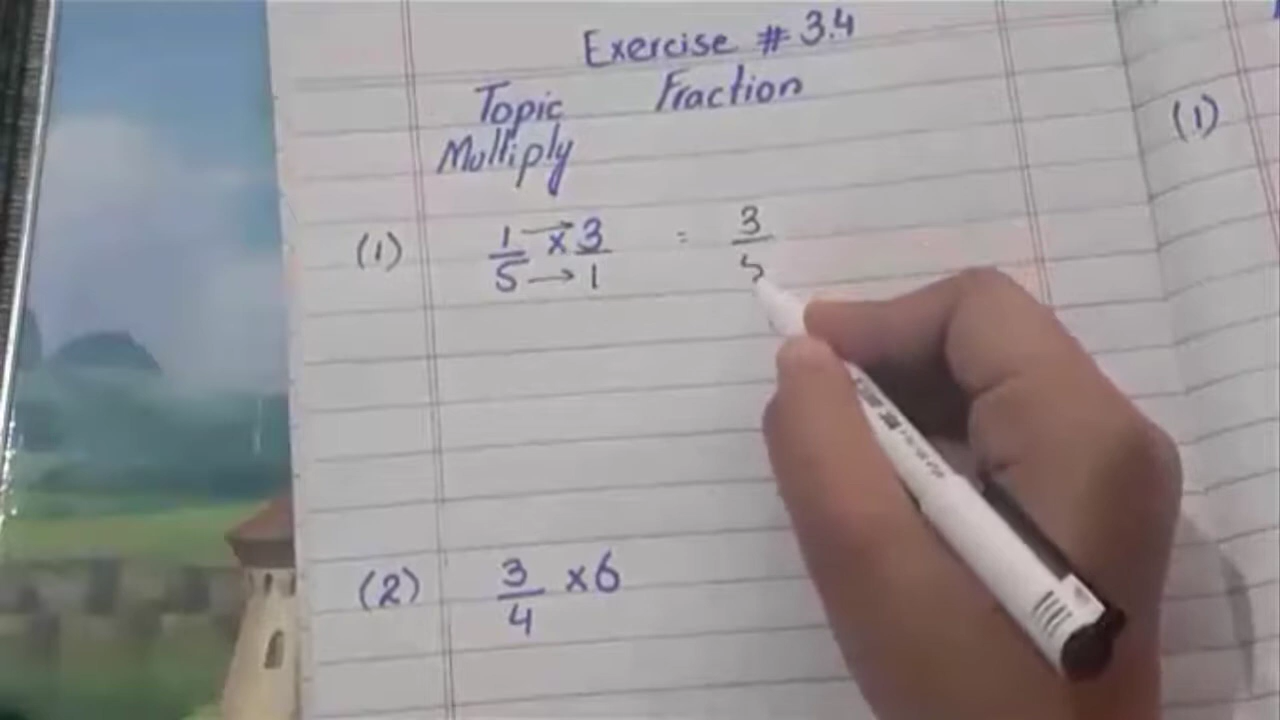 Exercise # 3.4
Topic Fraction
Multiply
(1) 1/5 → × 3/1 → = 3/5
(2) 3/4 × 6
(1)